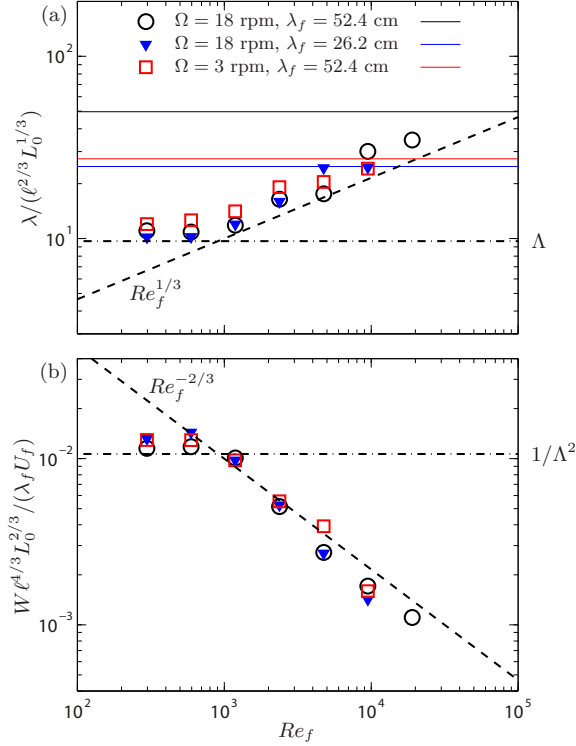 (a)
Ω = 18 rpm, λ_f = 52.4 cm
Ω = 18 rpm, λ_f = 26.2 cm
Ω = 3 rpm, λ_f = 52.4 cm
10^2
λ/(ℓ^{2/3} L_0^{1/3})
10^1
Λ
Re_f^{1/3}
(b)
Re_f^{-2/3}
10^{-2}
1/Λ^2
Wℓ^{4/3} L_0^{2/3}/(λ_f U_f)
10^{-3}
10^2 10^3 10^4 10^5
Re_f